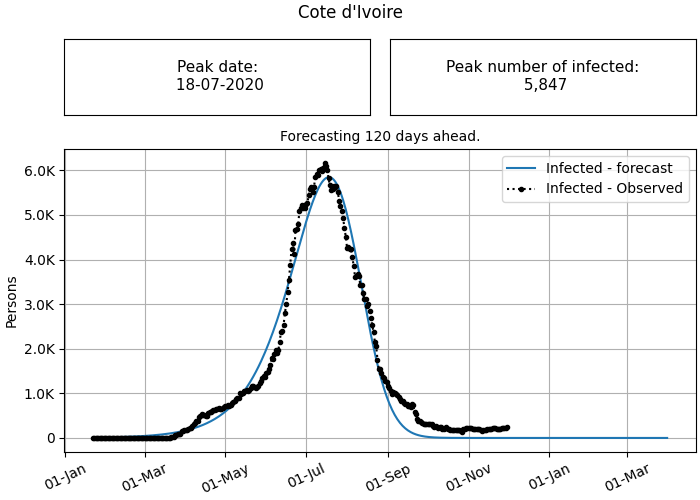 Cote d'Ivoire
Peak date:
18-07-2020
Peak number of infected:
5,847
Forecasting 120 days ahead.
Infected - forecast
Infected - Observed
Persons
6.0K
5.0K
4.0K
3.0K
2.0K
1.0K
0
01-Jan
01-Mar
01-May
01-Jul
01-Sep
01-Nov
01-Jan
01-Mar